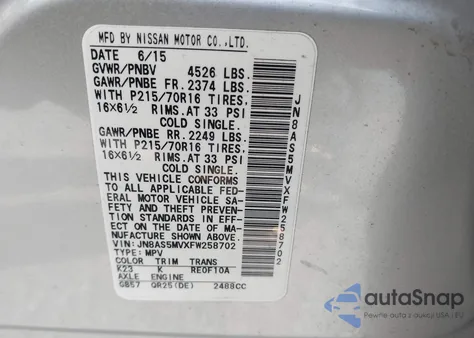 MFD BY NISSAN MOTOR CO.,LTD.
DATE 6/15
GVWR/PNBV 4526 LBS.
GAWR/PNBE FR. 2374 LBS.
WITH P215/70R16 TIRES,
16X6½ RIMS, AT 33 PSI
COLD SINGLE.
GAWR/PNBE RR. 2249 LBS.
WITH P215/70R16 TIRES,
16X6½ RIMS, AT 33 PSI
COLD SINGLE.
THIS VEHICLE CONFORMS
TO ALL APPLICABLE FED-
ERAL MOTOR VEHICLE SA-
FETY AND THEFT PREVEN-
TION STANDARDS IN EFF-
ECT ON THE DATE OF MA-
NUFACTURE SHOWN ABOVE.
VIN: JN8AS5MVXFW258702
TYPE: MPV
COLOR TRIM TRANS
K23 K RE0F10A
AXLE ENGINE
GB57 QR25(DE) 2488CC
JN8AS5MVXFW258702
autoSnap
Рачуємо аўкцыі ў ЗША